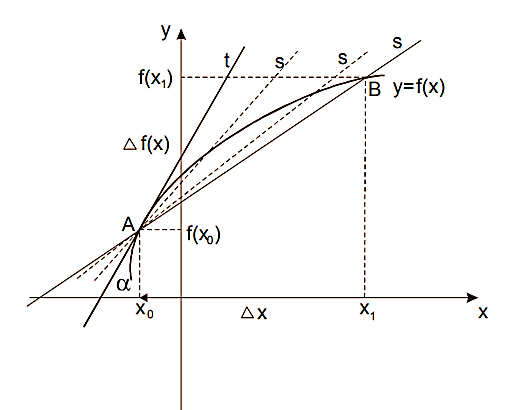 y
t
s
s
s
f(x₁)
B
y=f(x)
△f(x)
A
f(x₀)
α
x₀
△x
x₁
x